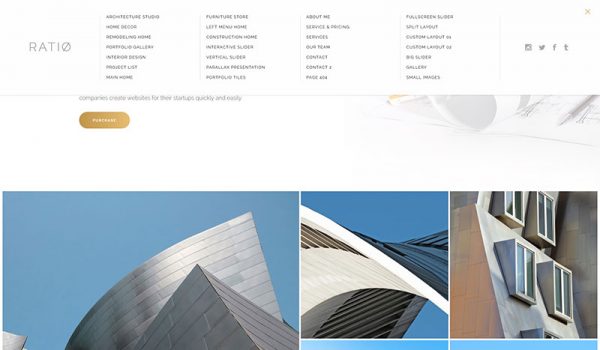 RATIØ
ARCHITECTURE STUDIO
HOME DECOR
REMODELING HOME
PORTFOLIO GALLERY
INTERIOR DESIGN
PROJECT LIST
MAIN HOME
FURNITURE STORE
LEFT MENU HOME
CONSTRUCTION HOME
INTERACTIVE SLIDER
VERTICAL SLIDER
PARALLAX PRESENTATION
PORTFOLIO TILES
ABOUT ME
SERVICE & PRICING
SERVICES
OUR TEAM
CONTACT
CONTACT 2
PAGE 404
FULLSCREEN SLIDER
SPLIT LAYOUT
CUSTOM LAYOUT 01
CUSTOM LAYOUT 02
BIG SLIDER
GALLERY
SMALL IMAGES
companies create websites for their startups quickly and easily.
PURCHASE